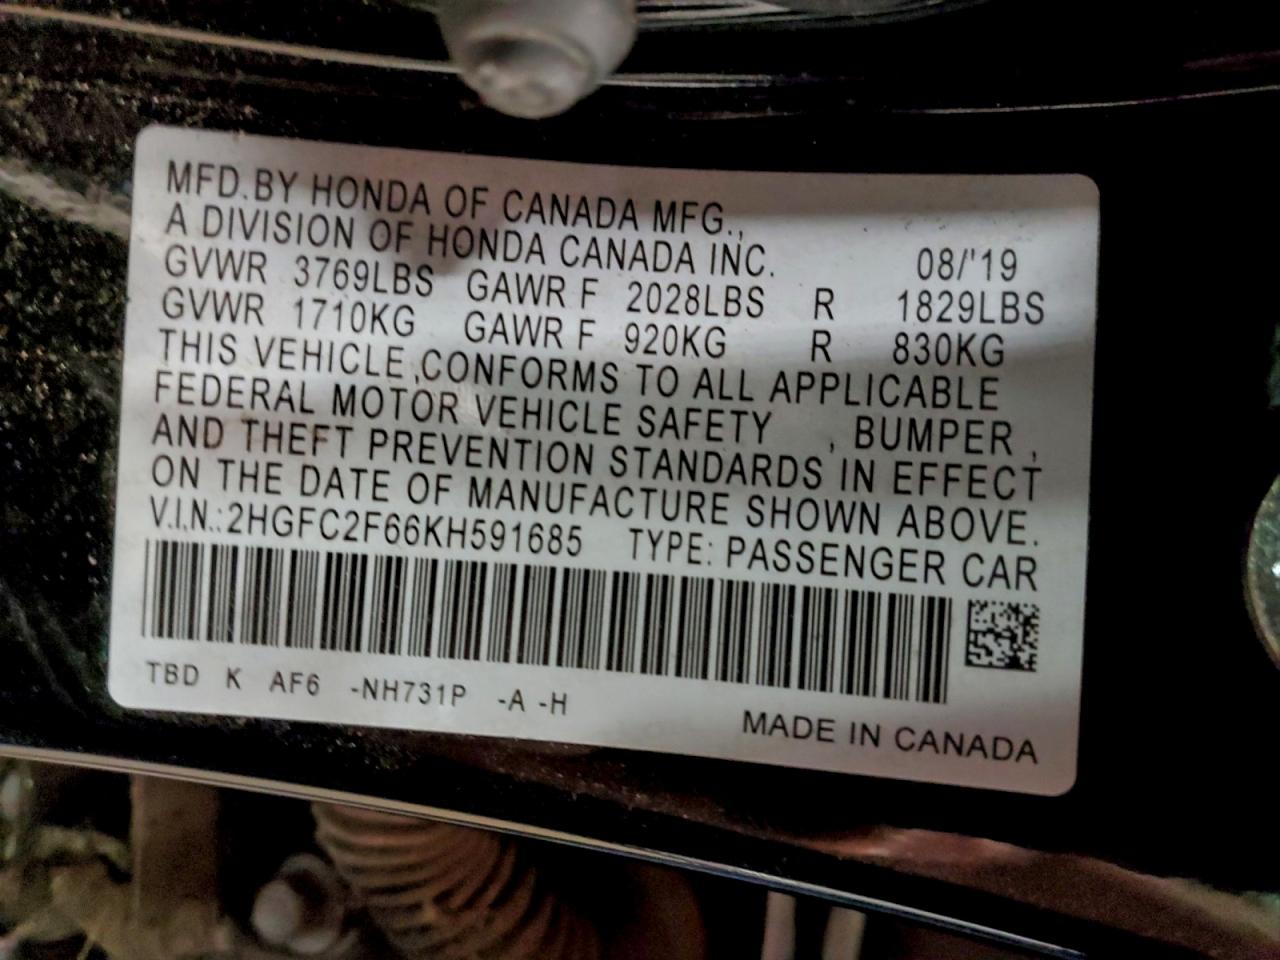 MFD.BY HONDA OF CANADA MFG.,
A DIVISION OF HONDA CANADA INC. 08/'19
GVWR 3769LBS GAWR F 2028LBS R 1829LBS
GVWR 1710KG GAWR F 920KG R 830KG
THIS VEHICLE CONFORMS TO ALL APPLICABLE
FEDERAL MOTOR VEHICLE SAFETY , BUMPER ,
AND THEFT PREVENTION STANDARDS IN EFFECT
ON THE DATE OF MANUFACTURE SHOWN ABOVE.
V.I.N.:2HGFC2F66KH591685 TYPE: PASSENGER CAR
TBD K AF6 -NH731P -A -H
MADE IN CANADA